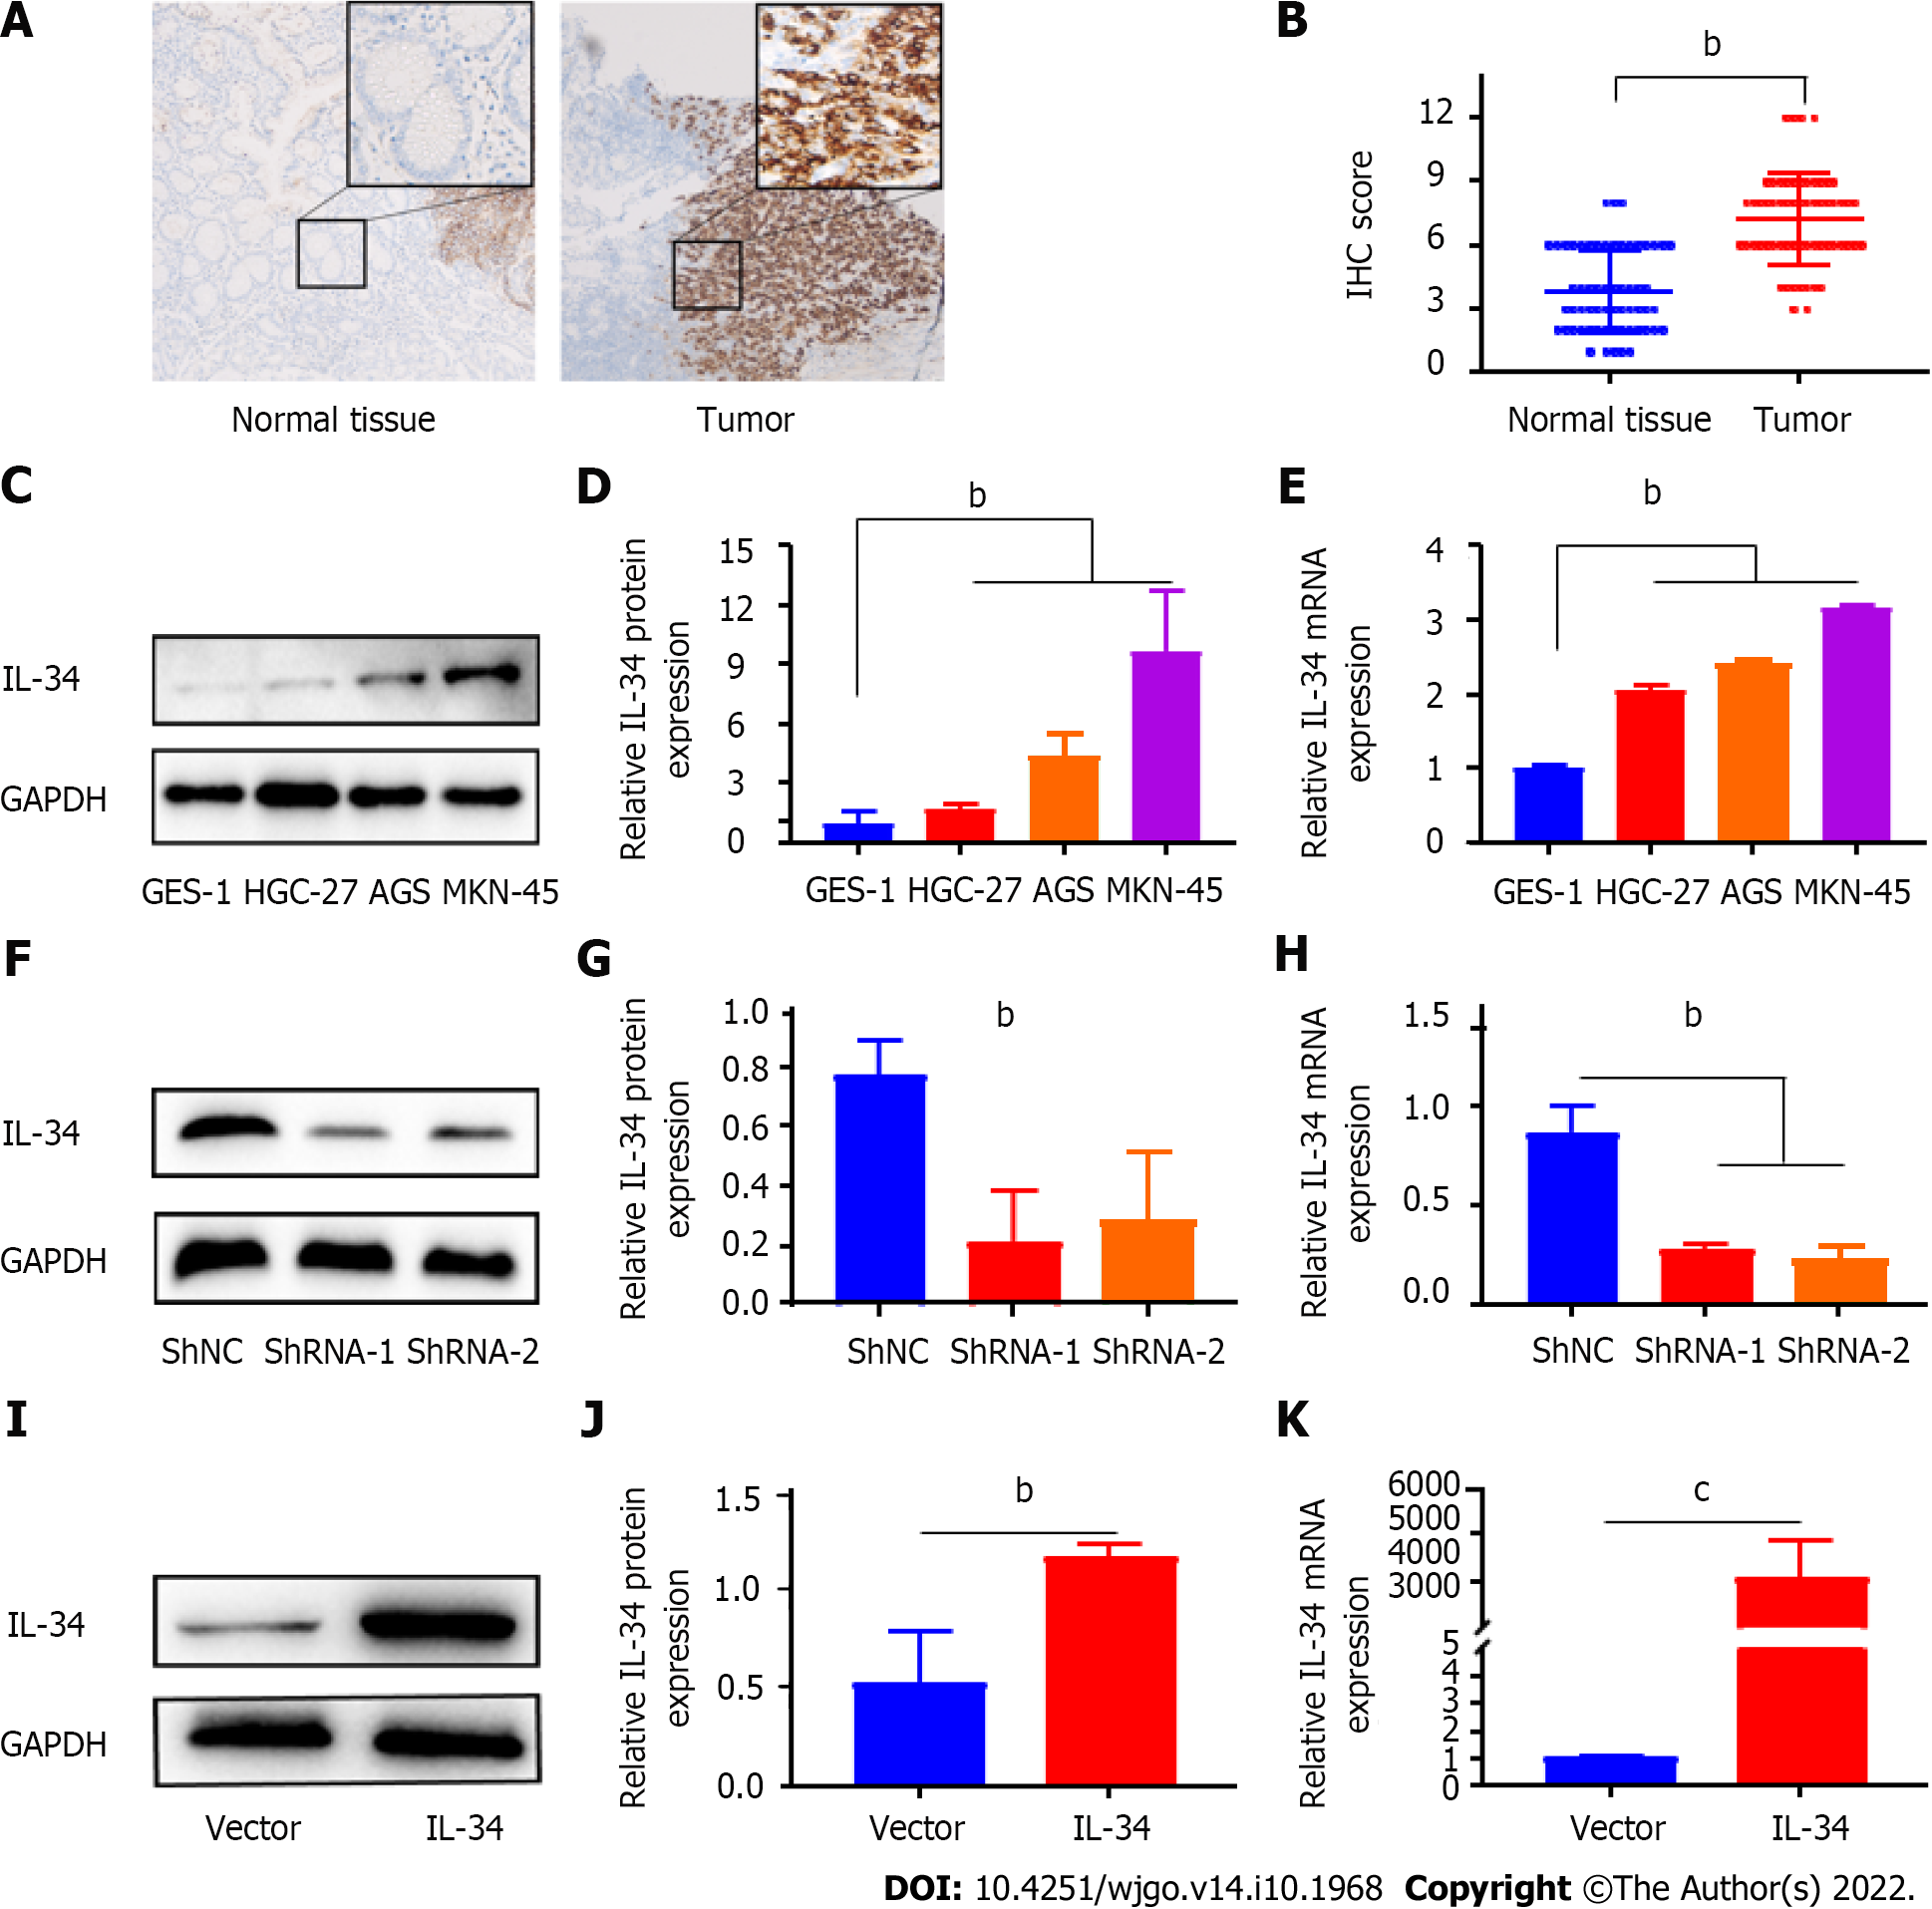 A
Normal tissue
Tumor
B
b
IHC score
12
9
6
3
0
Normal tissue Tumor
C
IL-34
GAPDH
GES-1 HGC-27 AGS MKN-45
D
b
Relative IL-34 protein
expression
15
12
9
6
3
0
GES-1 HGC-27 AGS MKN-45
E
b
Relative IL-34 mRNA
expression
4
3
2
1
0
GES-1 HGC-27 AGS MKN-45
F
IL-34
GAPDH
ShNC ShRNA-1 ShRNA-2
G
b
Relative IL-34 protein
expression
1.0
0.8
0.6
0.4
0.2
0.0
ShNC ShRNA-1 ShRNA-2
H
b
Relative IL-34 mRNA
expression
1.5
1.0
0.5
0.0
ShNC ShRNA-1 ShRNA-2
I
IL-34
GAPDH
Vector IL-34
J
b
Relative IL-34 protein
expression
1.5
1.0
0.5
0.0
Vector IL-34
K
c
Relative IL-34 mRNA
expression
6000
5000
4000
3000
5
4
3
2
1
0
Vector IL-34
DOI: 10.4251/wjgo.v14.i10.1968 Copyright ©The Author(s) 2022.